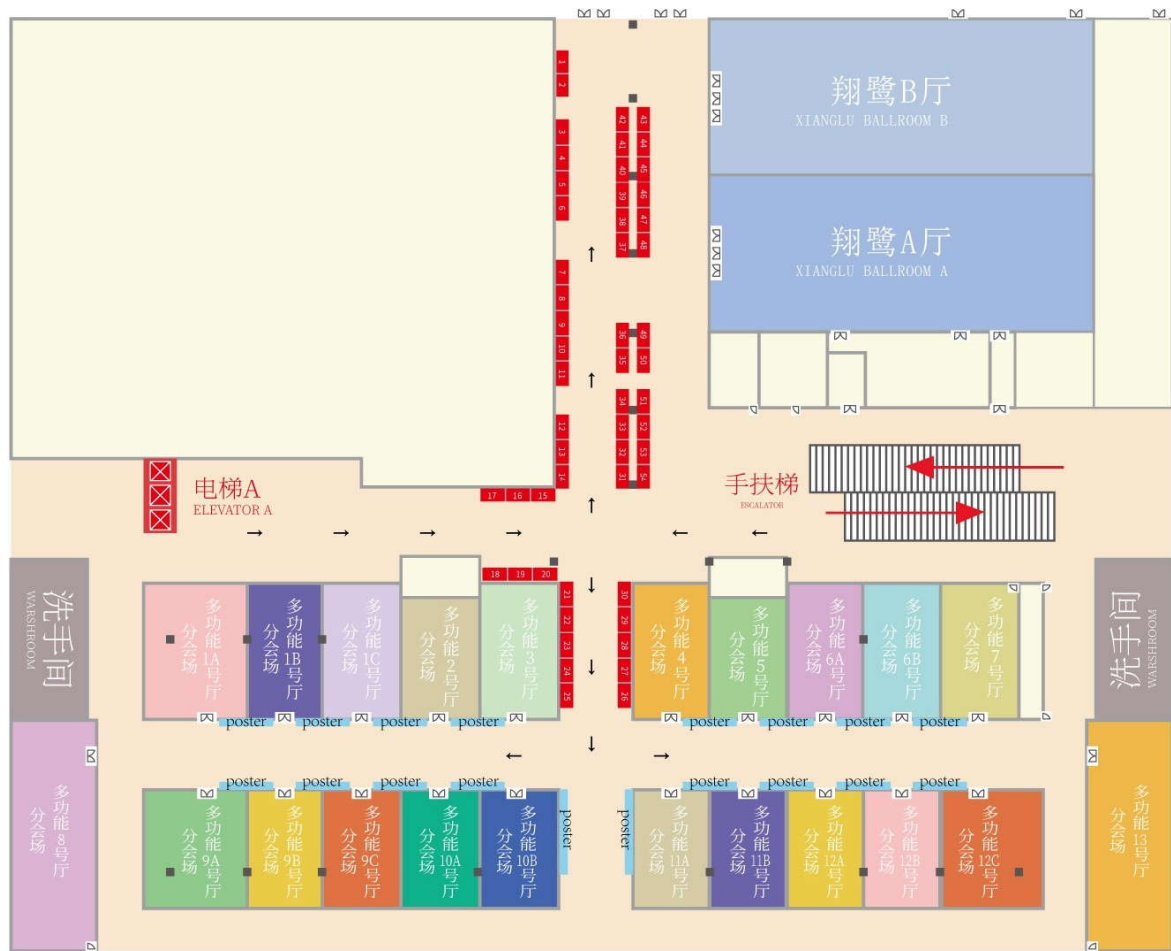 翔鹭B厅
XIANGLU BALLROOM B
翔鹭A厅
XIANGLU BALLROOM A
1
2
3
4
5
6
7
8
9
10
11
12
13
14
42
41
40
39
38
37
43
44
45
46
47
48
36
35
49
50
34
33
32
31
51
52
53
54
17 16 15
电梯A
ELEVATOR A
手扶梯
ESCALATOR
18 19 20
21
22
23
24
25
30
29
28
27
26
洗手间
WARSHROOM
多功能1A号厅
分会场
多功能1B号厅
分会场
多功能1C号厅
分会场
多功能2号厅
分会场
多功能3号厅
分会场
多功能4号厅
分会场
多功能5号厅
分会场
多功能6A号厅
分会场
多功能6B号厅
分会场
多功能7号厅
分会场
洗手间
WARSHROOM
poster poster poster poster
poster poster poster poster
poster poster poster poster
poster poster poster poster
多功能8号厅
分会场
多功能9A号厅
分会场
多功能9B号厅
分会场
多功能9C号厅
分会场
多功能10A号厅
分会场
多功能10B号厅
分会场
poster
poster
多功能11A号厅
分会场
多功能11B号厅
分会场
多功能12A号厅
分会场
多功能12B号厅
分会场
多功能12C号厅
分会场
多功能13号厅
分会场